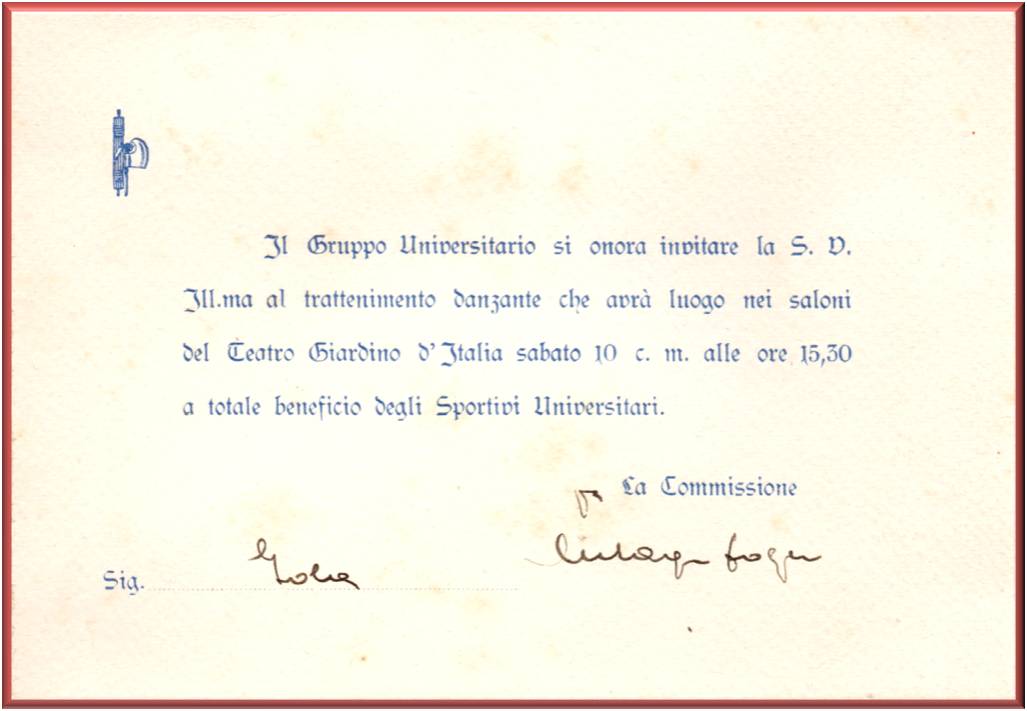 Il Gruppo Universitario si onora invitare la S. V.
Ill.ma al trattenimento danzante che avrà luogo nei saloni
del Teatro Giardino d'Italia sabato 10 c. m. alle ore 15,30
a totale beneficio degli Sportivi Universitari.
La Commissione
Sig.